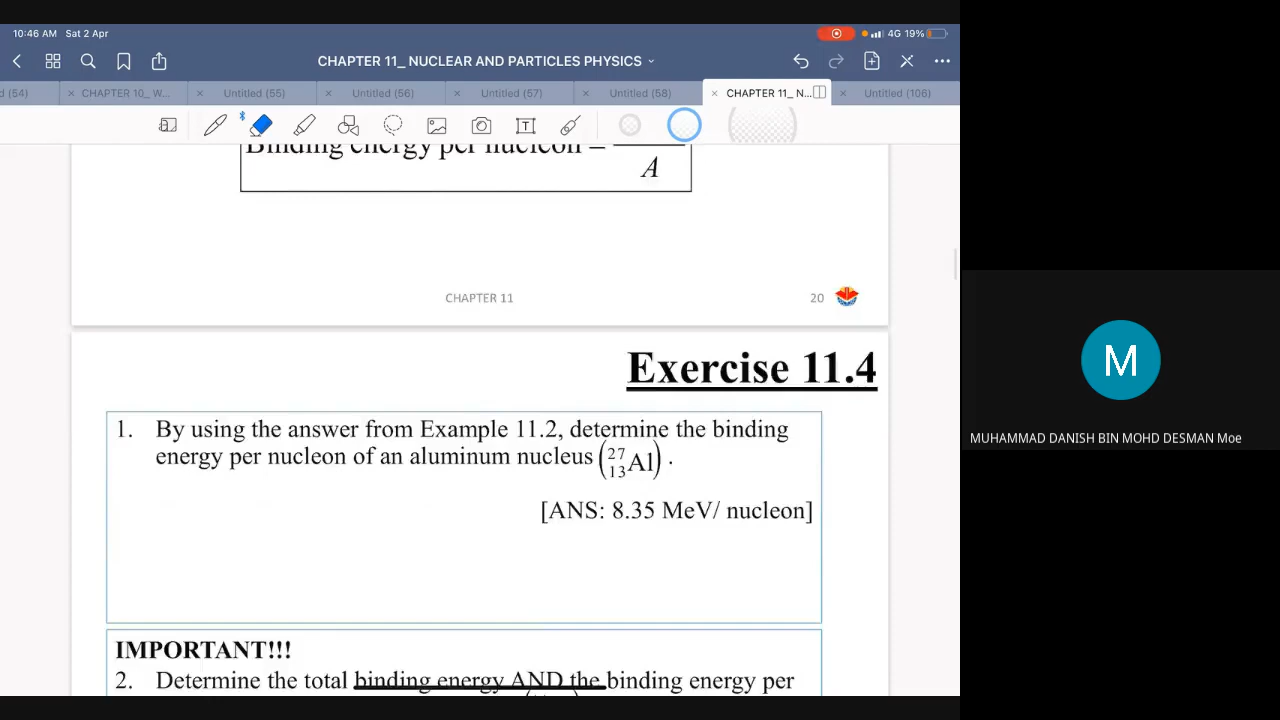 10:46 AM Sat 2 Apr
4G 19%
CHAPTER 11_ NUCLEAR AND PARTICLES PHYSICS
d (54)
CHAPTER 10_ W...
Untitled (55)
Untitled (56)
Untitled (57)
Untitled (58)
CHAPTER 11_ N...
Untitled (106)
Binding energy per nucleon =
A
CHAPTER 11 20
Exercise 11.4
1. By using the answer from Example 11.2, determine the binding
energy per nucleon of an aluminum nucleus (²⁷₁₃Al) .
[ANS: 8.35 MeV/ nucleon]
IMPORTANT!!!
2. Determine the total binding energy AND the binding energy per
M
MUHAMMAD DANISH BIN MOHD DESMAN Moe